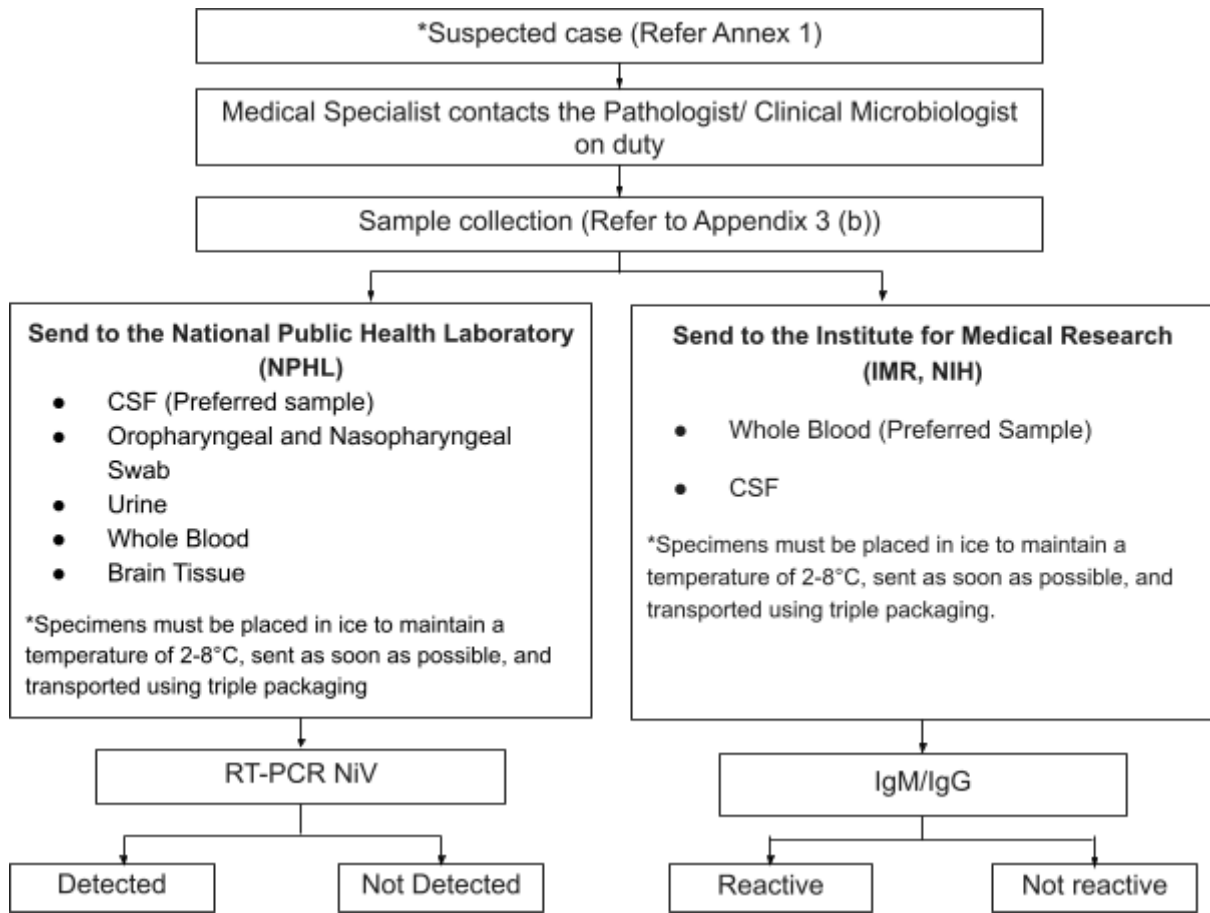 *Suspected case (Refer Annex 1)
Medical Specialist contacts the Pathologist/ Clinical Microbiologist
on duty
Sample collection (Refer to Appendix 3 (b))
Send to the National Public Health Laboratory
(NPHL)
● CSF (Preferred sample)
● Oropharyngeal and Nasopharyngeal
Swab
● Urine
● Whole Blood
● Brain Tissue
*Specimens must be placed in ice to maintain a
temperature of 2-8°C, sent as soon as possible, and
transported using triple packaging
Send to the Institute for Medical Research
(IMR, NIH)
● Whole Blood (Preferred Sample)
● CSF
*Specimens must be placed in ice to maintain a
temperature of 2-8°C, sent as soon as possible, and
transported using triple packaging.
RT-PCR NiV
IgM/IgG
Detected
Not Detected
Reactive
Not reactive